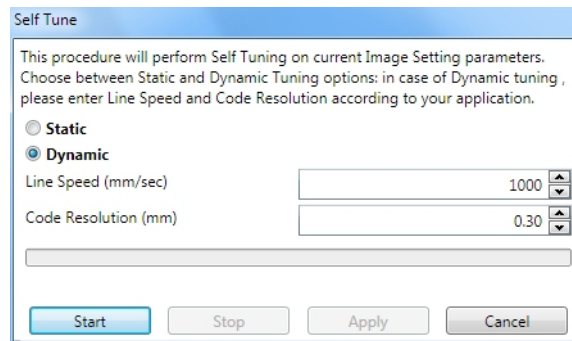 Self Tune
This procedure will perform Self Tuning on current Image Setting parameters.
Choose between Static and Dynamic Tuning options: in case of Dynamic tuning ,
please enter Line Speed and Code Resolution according to your application.
Static
Dynamic
Line Speed (mm/sec) 1000
Code Resolution (mm) 0.30
Start Stop Apply Cancel